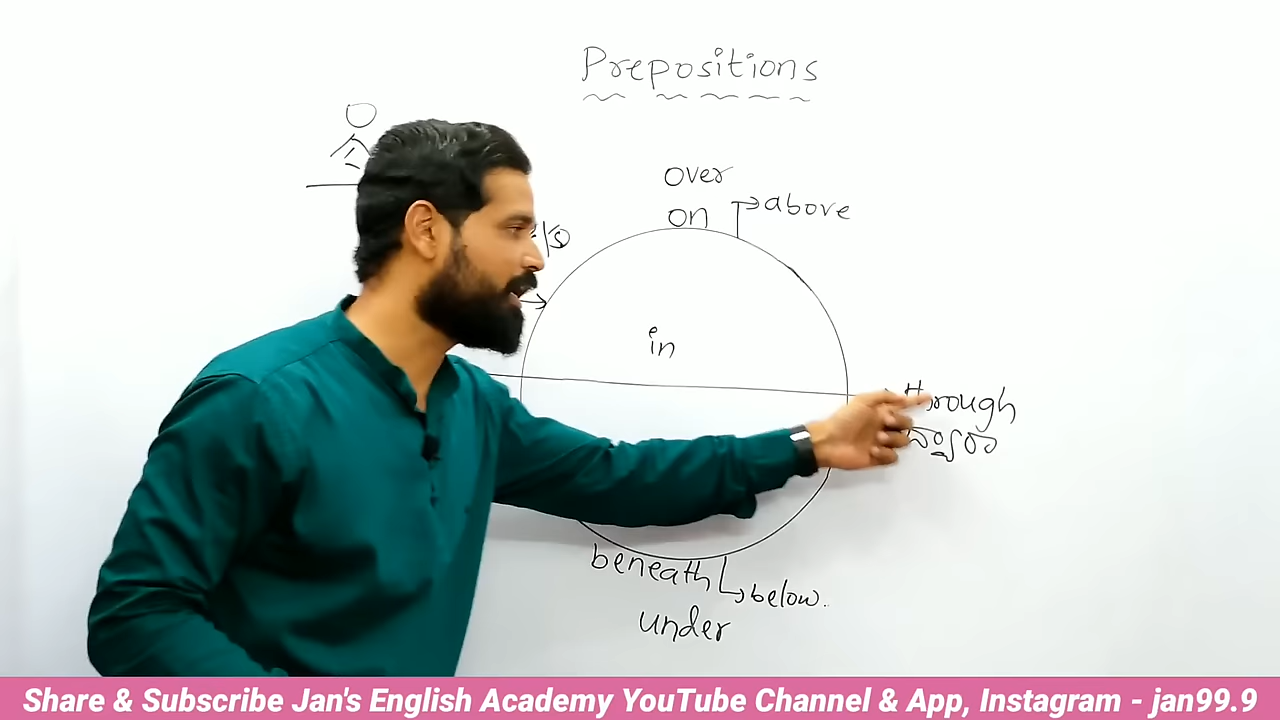 Prepositions
over
on
above
in
through
ద్వారా
beneath
below.
under
Share & Subscribe Jan's English Academy YouTube Channel & App, Instagram - jan99.9